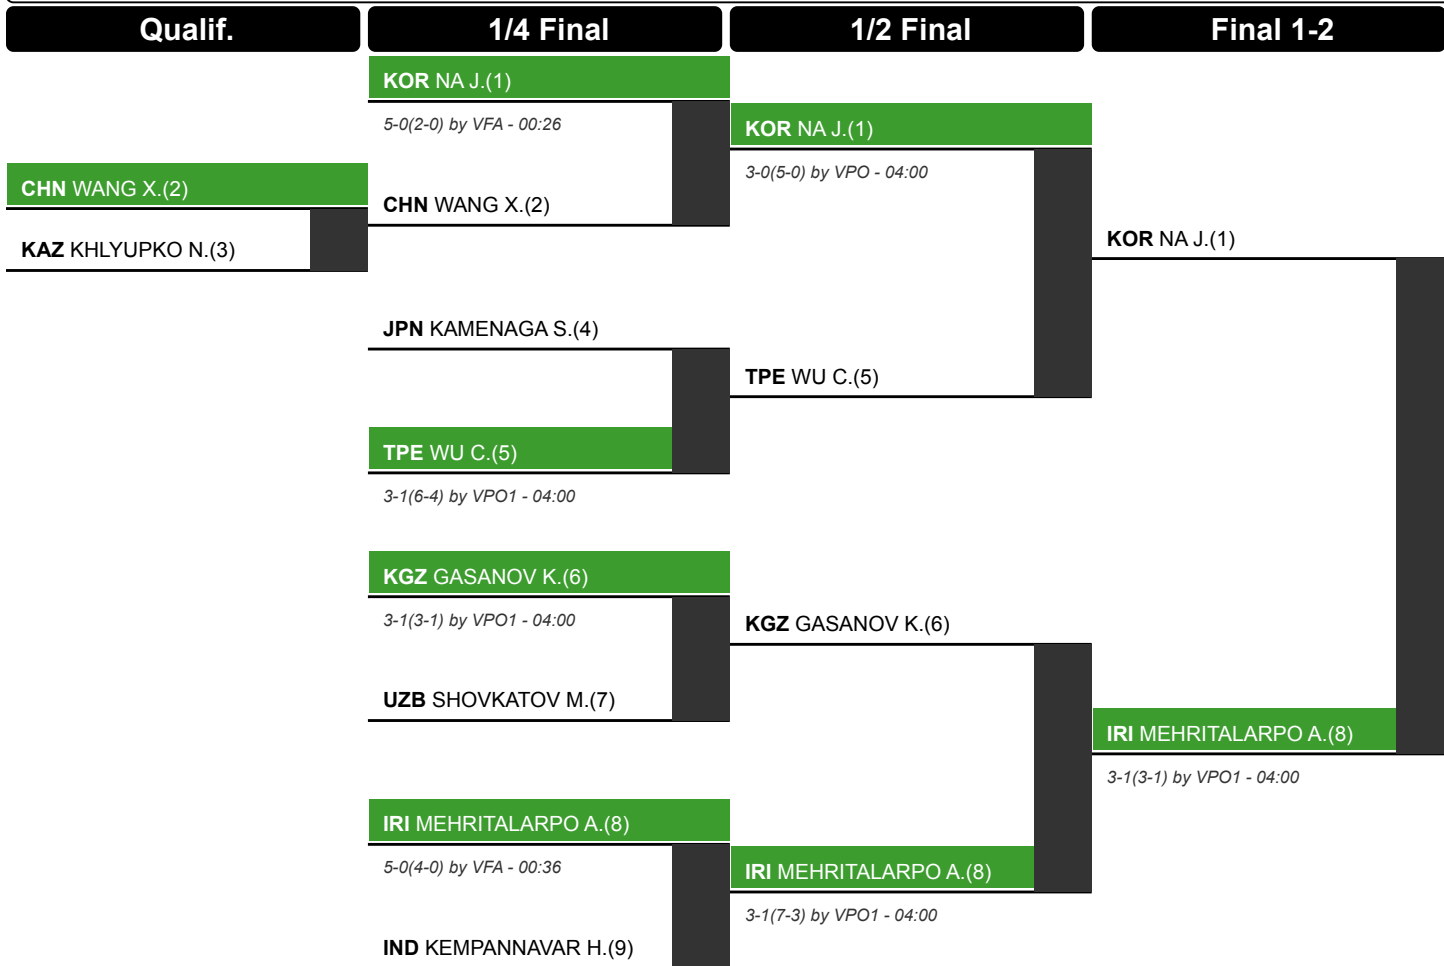 Qualif.
1/4 Final
1/2 Final
Final 1-2
CHN WANG X.(2)
KAZ KHLYUPKO N.(3)
KOR NA J.(1)
5-0(2-0) by VFA - 00:26
CHN WANG X.(2)
JPN KAMENAGA S.(4)
TPE WU C.(5)
3-1(6-4) by VPO1 - 04:00
KGZ GASANOV K.(6)
3-1(3-1) by VPO1 - 04:00
UZB SHOVKATOV M.(7)
IRI MEHRITALARPO A.(8)
5-0(4-0) by VFA - 00:36
IND KEMPANNAVAR H.(9)
KOR NA J.(1)
3-0(5-0) by VPO - 04:00
TPE WU C.(5)
KGZ GASANOV K.(6)
IRI MEHRITALARPO A.(8)
3-1(7-3) by VPO1 - 04:00
KOR NA J.(1)
IRI MEHRITALARPO A.(8)
3-1(3-1) by VPO1 - 04:00